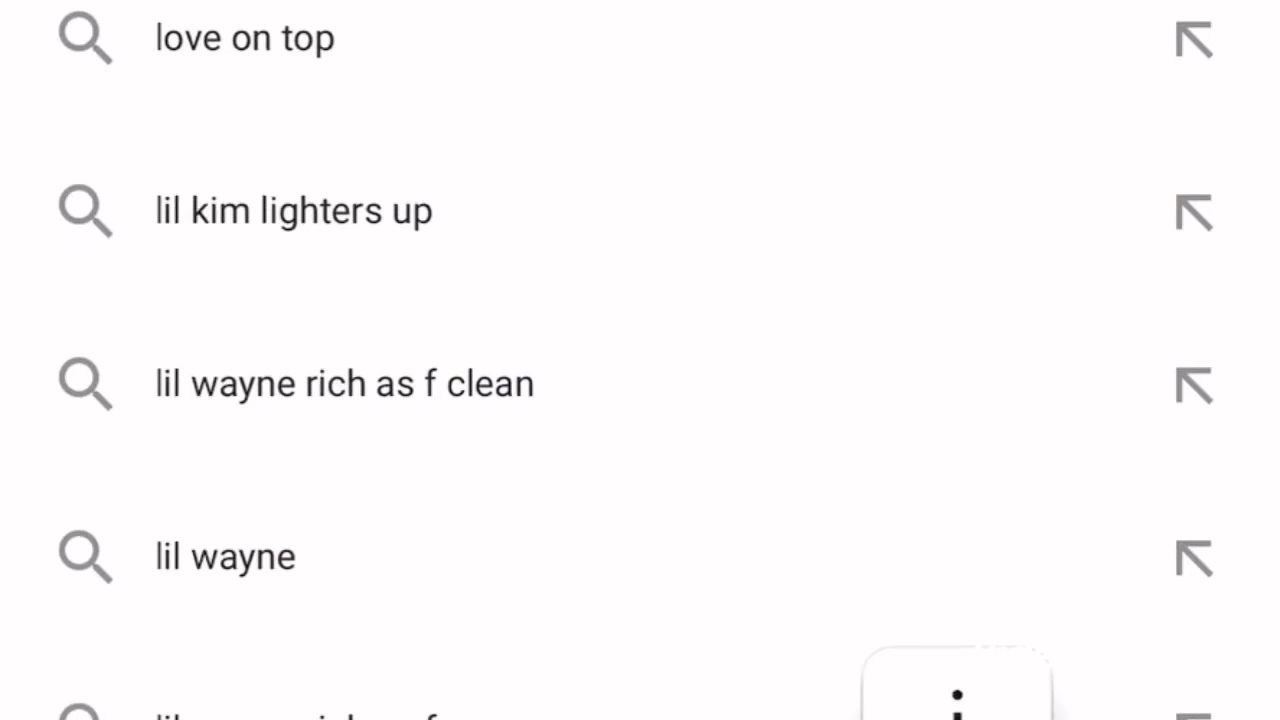 love on top
lil kim lighters up
lil wayne rich as f clean
lil wayne
i